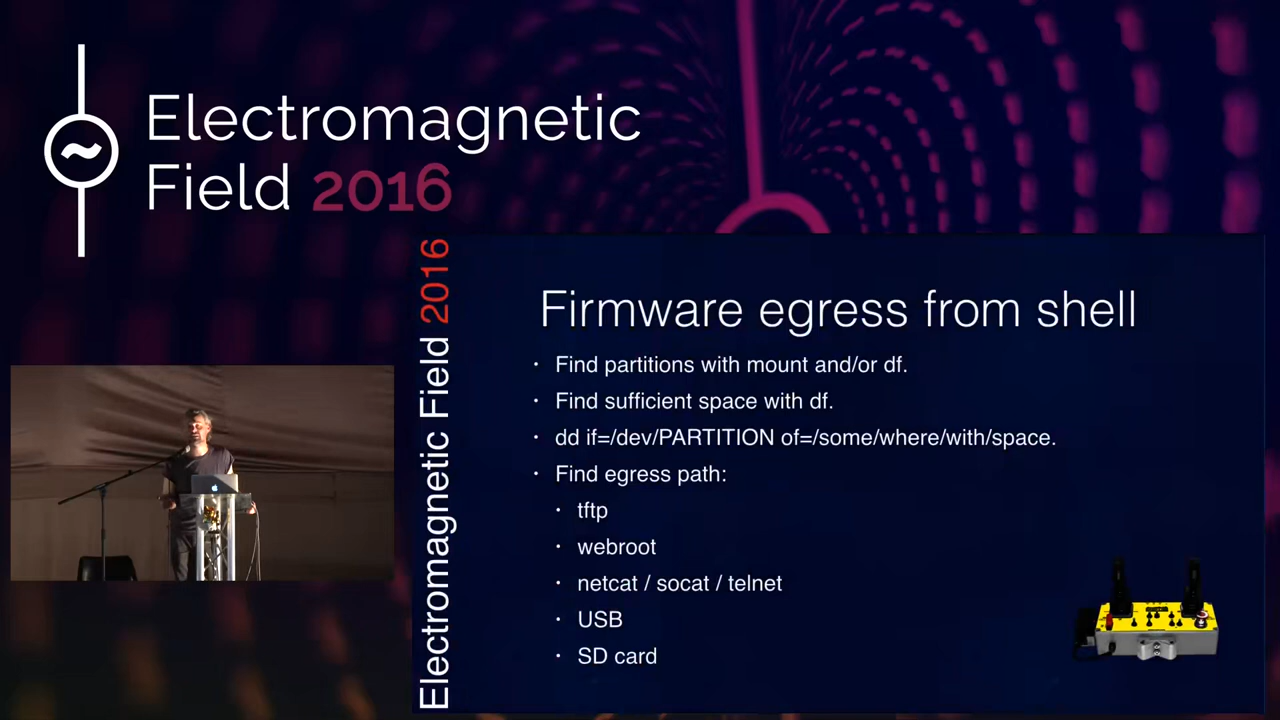 Electromagnetic
Field 2016
Electromagnetic Field 2016
Firmware egress from shell
· Find partitions with mount and/or df.
· Find sufficient space with df.
· dd if=/dev/PARTITION of=/some/where/with/space.
· Find egress path:
· tftp
· webroot
· netcat / socat / telnet
· USB
· SD card